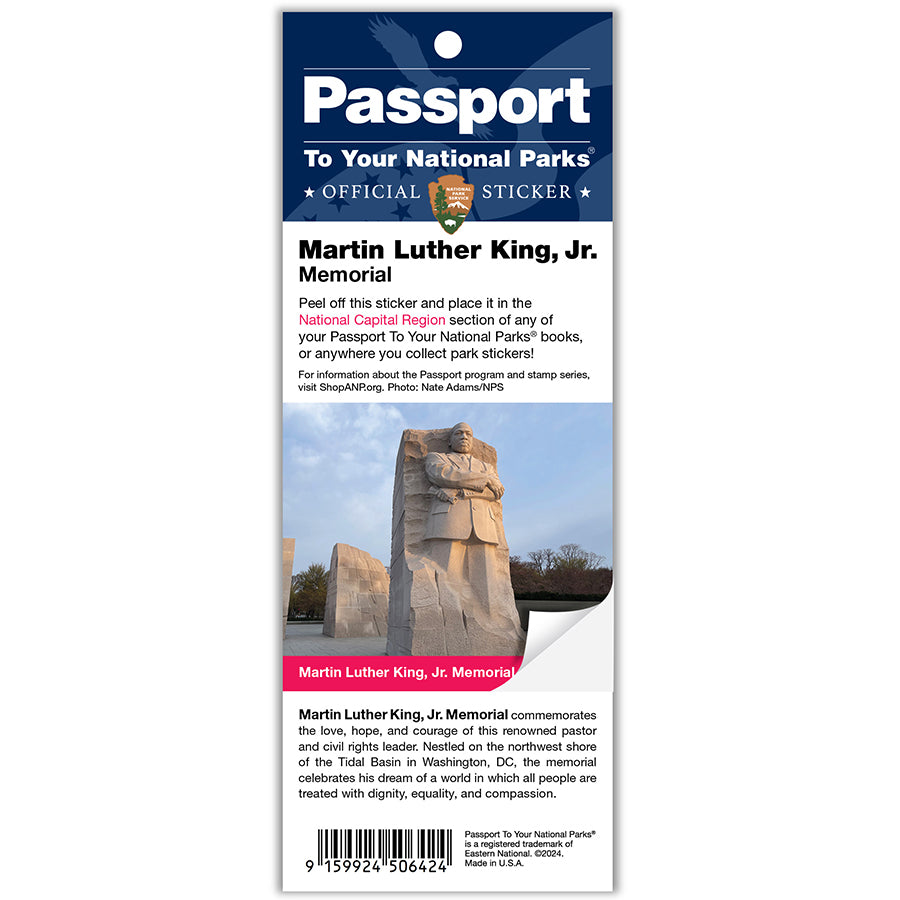 Passport
To Your National Parks®
★ OFFICIAL STICKER ★
NATIONAL
PARK
SERVICE
Martin Luther King, Jr.
Memorial
Peel off this sticker and place it in the
National Capital Region section of any of
your Passport To Your National Parks® books,
or anywhere you collect park stickers!
For information about the Passport program and stamp series,
visit ShopANP.org. Photo: Nate Adams/NPS
Martin Luther King, Jr. Memorial
Martin Luther King, Jr. Memorial commemorates
the love, hope, and courage of this renowned pastor
and civil rights leader. Nestled on the northwest shore
of the Tidal Basin in Washington, DC, the memorial
celebrates his dream of a world in which all people are
treated with dignity, equality, and compassion.
9 159924 506424
Passport To Your National Parks®
is a registered trademark of
Eastern National. ©2024.
Made in U.S.A.